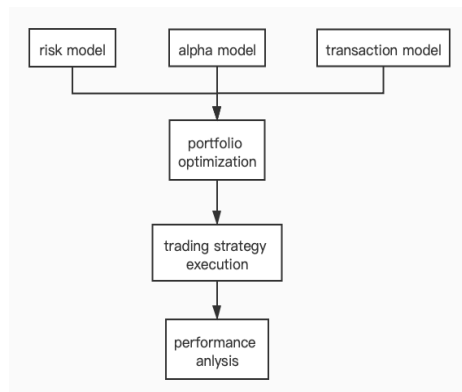 risk model
alpha model
transaction model
portfolio
optimization
trading strategy
execution
performance
anlysis